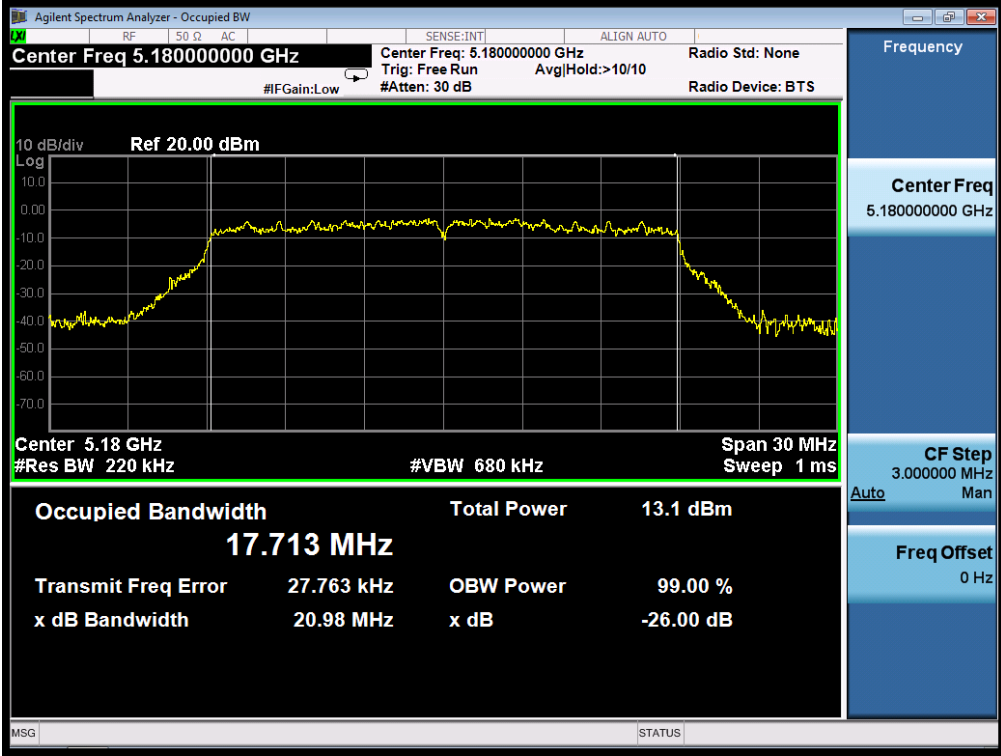 Agilent Spectrum Analyzer - Occupied BW
LXI RF 50 Ω AC SENSE:INT ALIGN AUTO
Center Freq 5.180000000 GHz
Center Freq: 5.180000000 GHz
Radio Std: None
Trig: Free Run Avg|Hold:>10/10
#IFGain:Low
#Atten: 30 dB
Radio Device: BTS
Frequency
10 dB/div Ref 20.00 dBm
Log
10.0
0.00
-10.0
-20.0
-30.0
-40.0
-50.0
-60.0
-70.0
Center 5.18 GHz Span 30 MHz
#Res BW 220 kHz #VBW 680 kHz Sweep 1 ms
Occupied Bandwidth Total Power 13.1 dBm
17.713 MHz
Transmit Freq Error 27.763 kHz OBW Power 99.00 %
x dB Bandwidth 20.98 MHz x dB -26.00 dB
Center Freq
5.180000000 GHz
CF Step
3.000000 MHz
Auto Man
Freq Offset
0 Hz
MSG STATUS